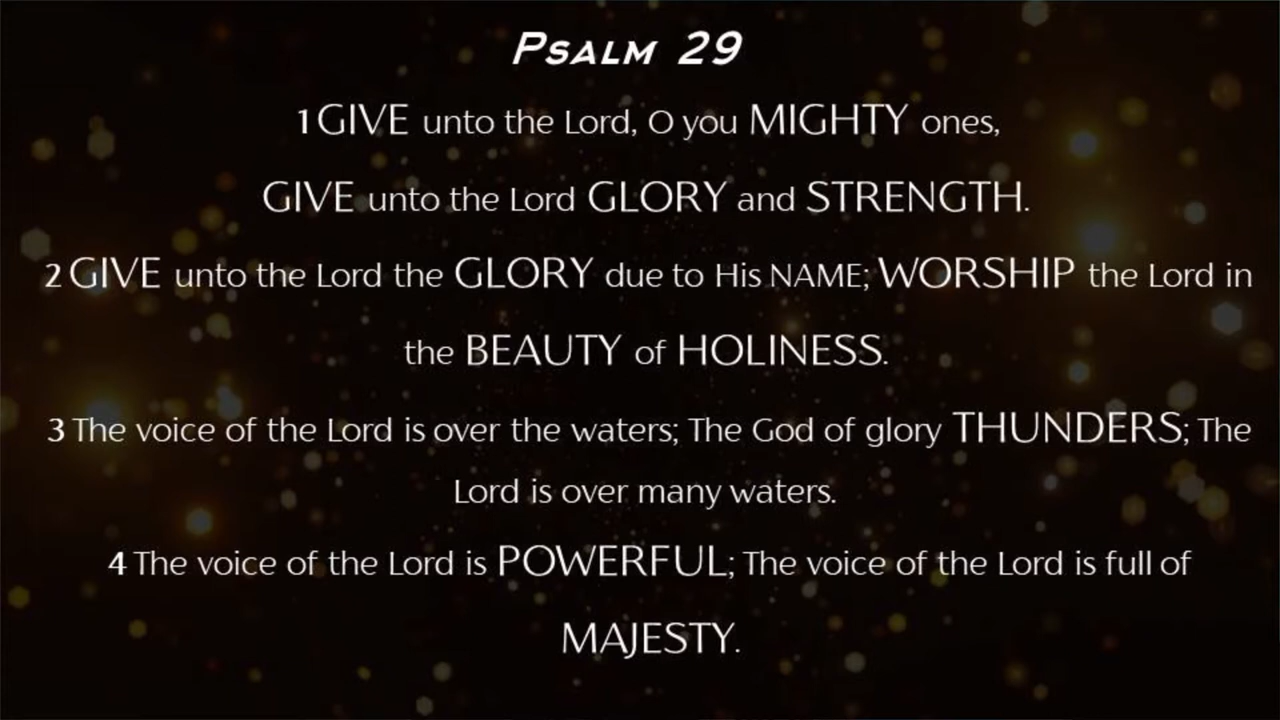 Psalm 29
1 GIVE unto the Lord, O you MIGHTY ones,
GIVE unto the Lord GLORY and STRENGTH.
2 GIVE unto the Lord the GLORY due to His NAME; WORSHIP the Lord in
the BEAUTY of HOLINESS.
3 The voice of the Lord is over the waters; The God of glory THUNDERS; The
Lord is over many waters.
4 The voice of the Lord is POWERFUL; The voice of the Lord is full of
MAJESTY.